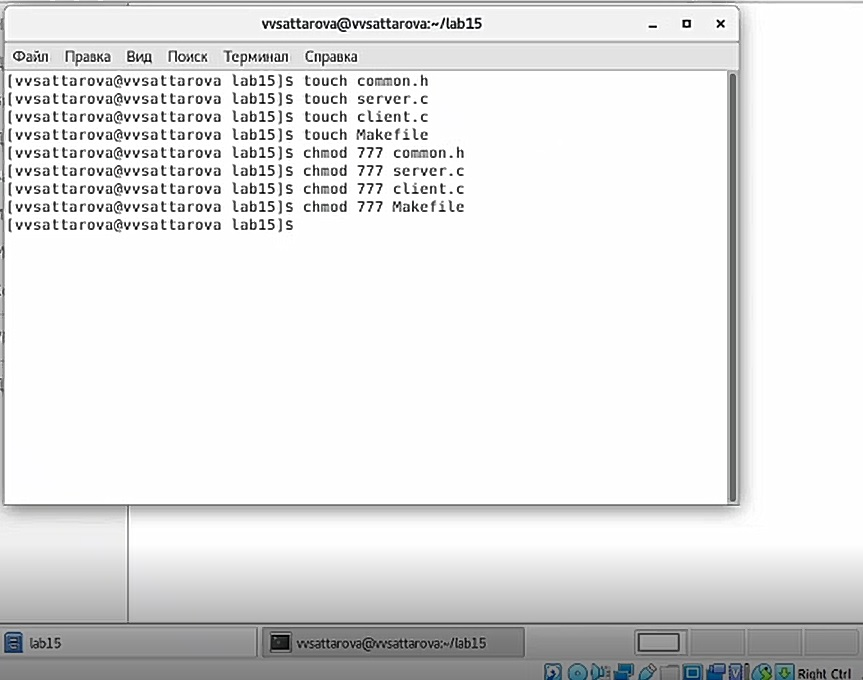 vvsattarova@vvsattarova:~/lab15
Файл Правка Вид Поиск Терминал Справка
[vvsattarova@vvsattarova lab15]$ touch common.h
[vvsattarova@vvsattarova lab15]$ touch server.c
[vvsattarova@vvsattarova lab15]$ touch client.c
[vvsattarova@vvsattarova lab15]$ touch Makefile
[vvsattarova@vvsattarova lab15]$ chmod 777 common.h
[vvsattarova@vvsattarova lab15]$ chmod 777 server.c
[vvsattarova@vvsattarova lab15]$ chmod 777 client.c
[vvsattarova@vvsattarova lab15]$ chmod 777 Makefile
[vvsattarova@vvsattarova lab15]$
lab15 vvsattarova@vvsattarova:~/lab15
Right Ctrl